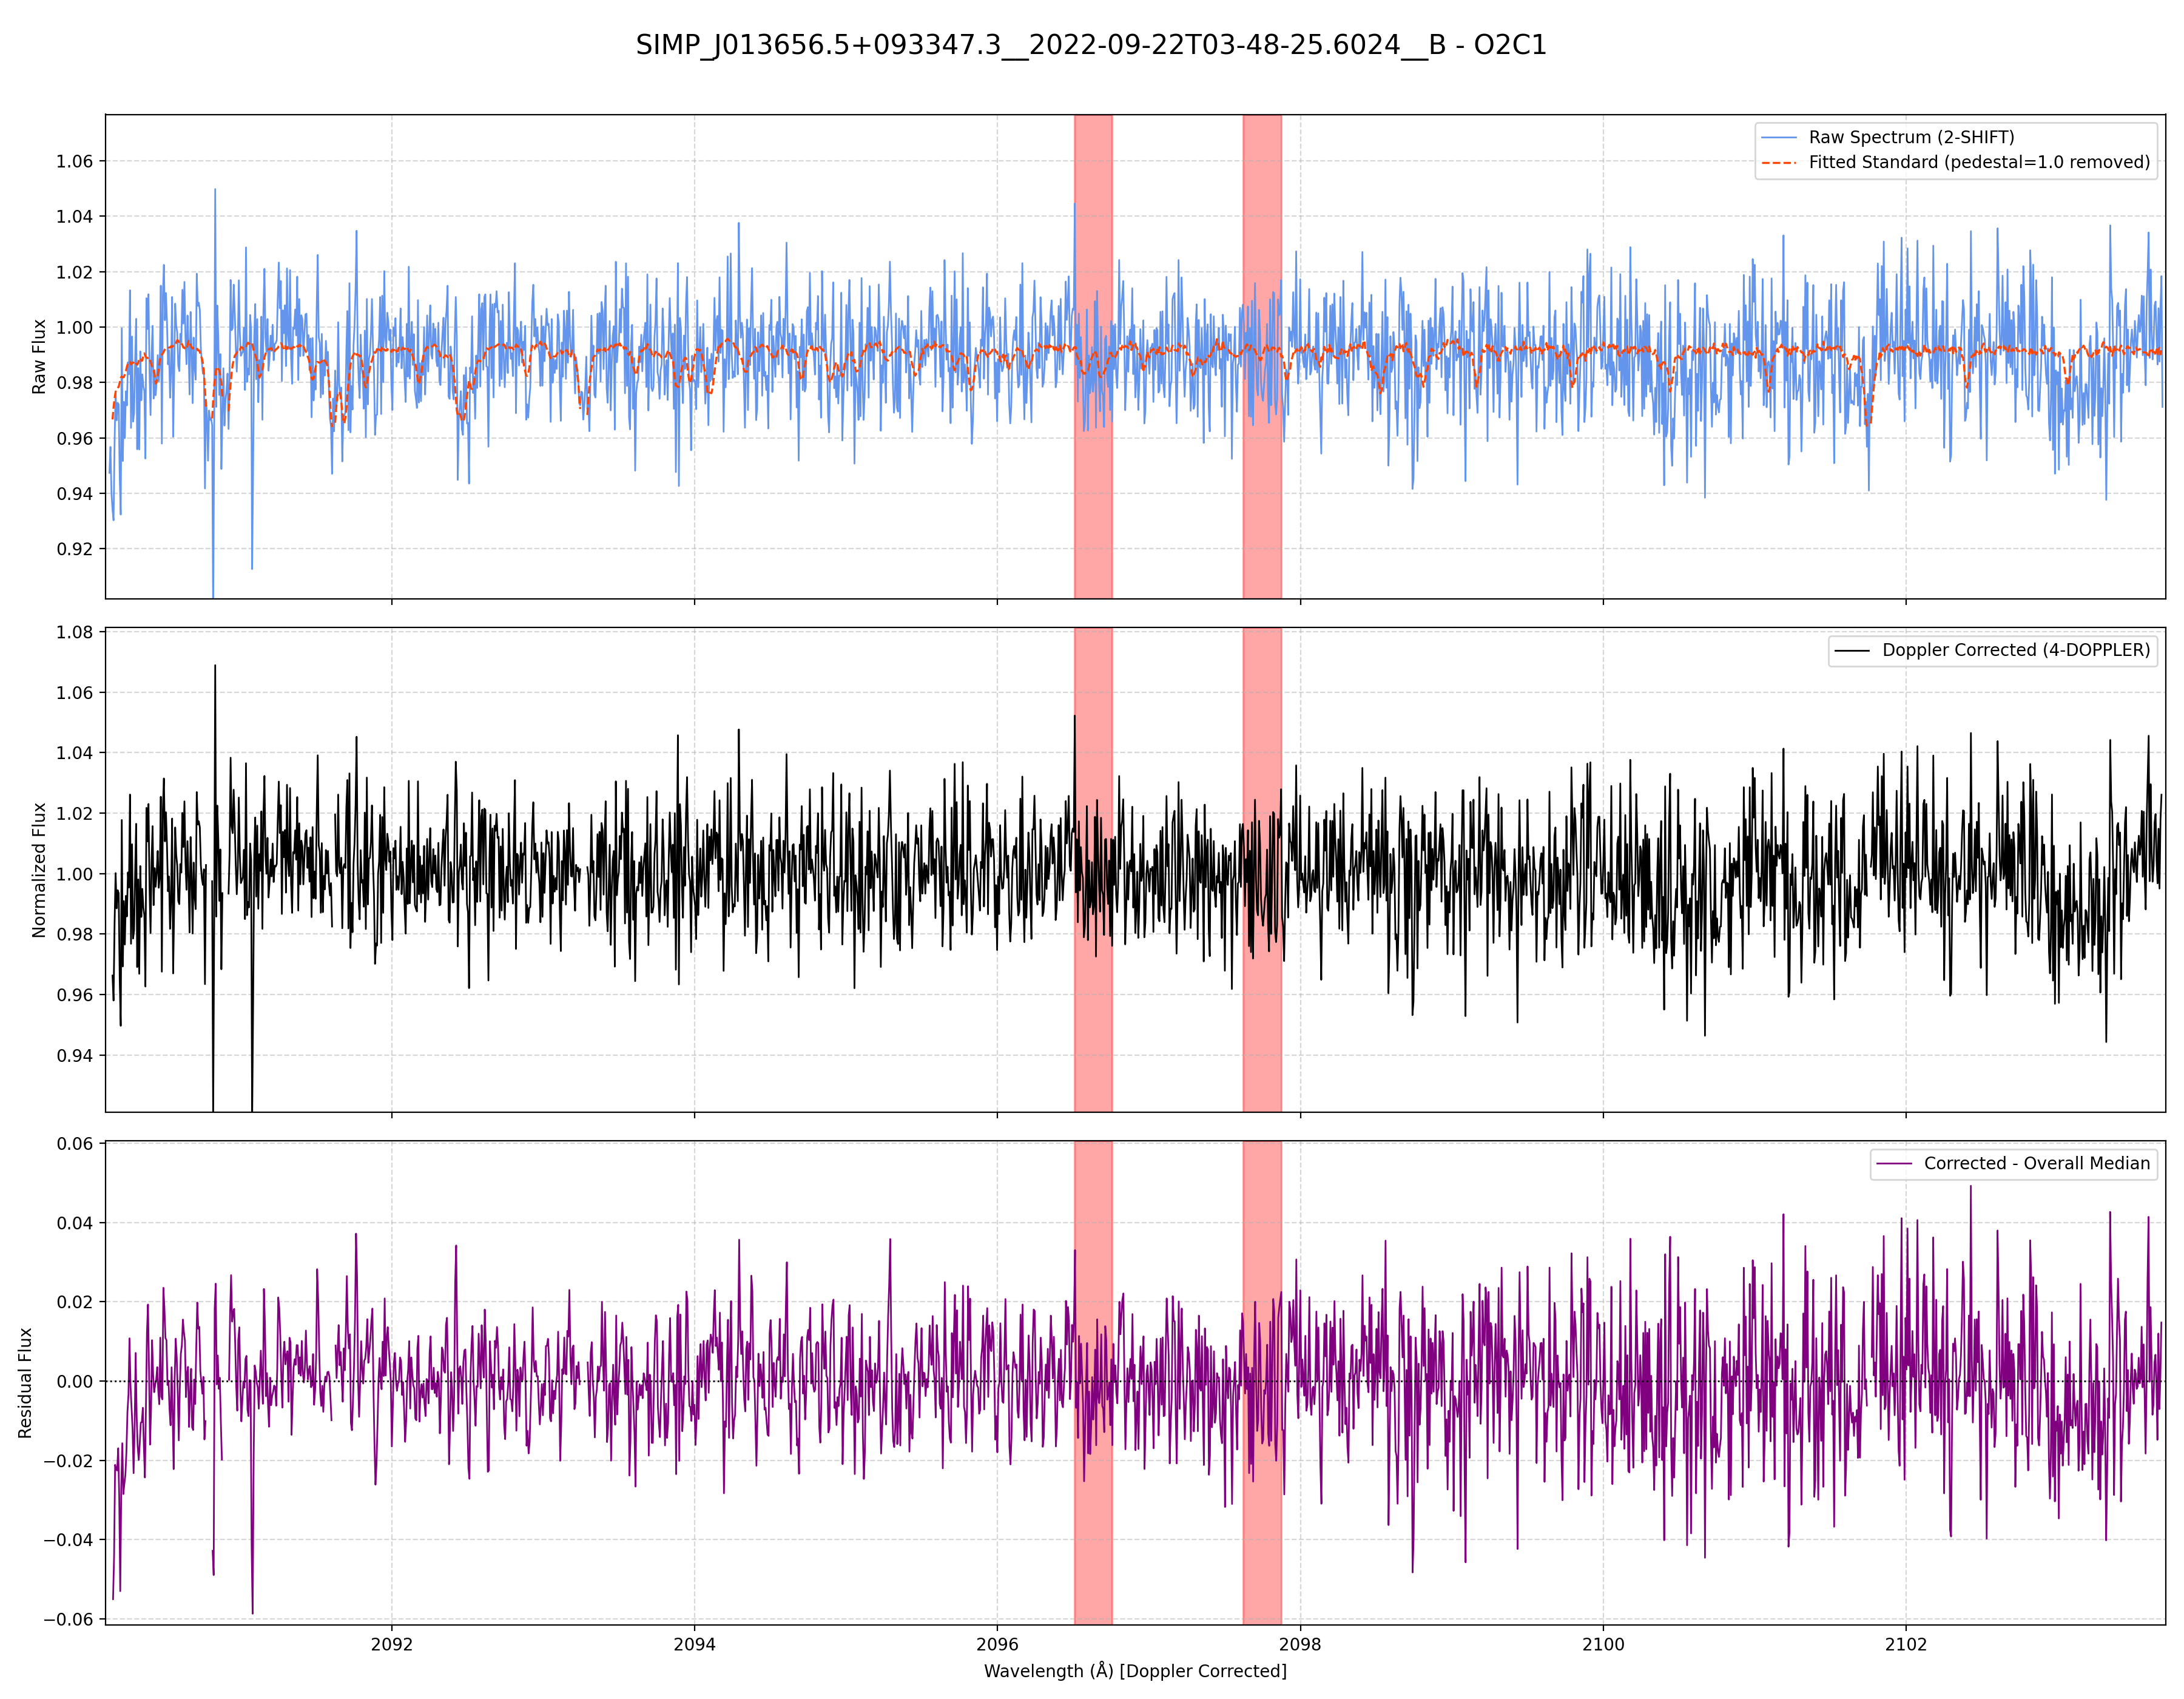 SIMP_J013656.5+093347.3__2022-09-22T03-48-25.6024__B - O2C1
Raw Flux
1.06
1.04
1.02
1.00
0.98
0.96
0.94
0.92
Raw Spectrum (2-SHIFT)
Fitted Standard (pedestal=1.0 removed)
Normalized Flux
1.08
1.06
1.04
1.02
1.00
0.98
0.96
0.94
Doppler Corrected (4-DOPPLER)
Residual Flux
0.06
0.04
0.02
0.00
−0.02
−0.04
−0.06
Corrected - Overall Median
2092 2094 2096 2098 2100 2102
Wavelength (Å) [Doppler Corrected]